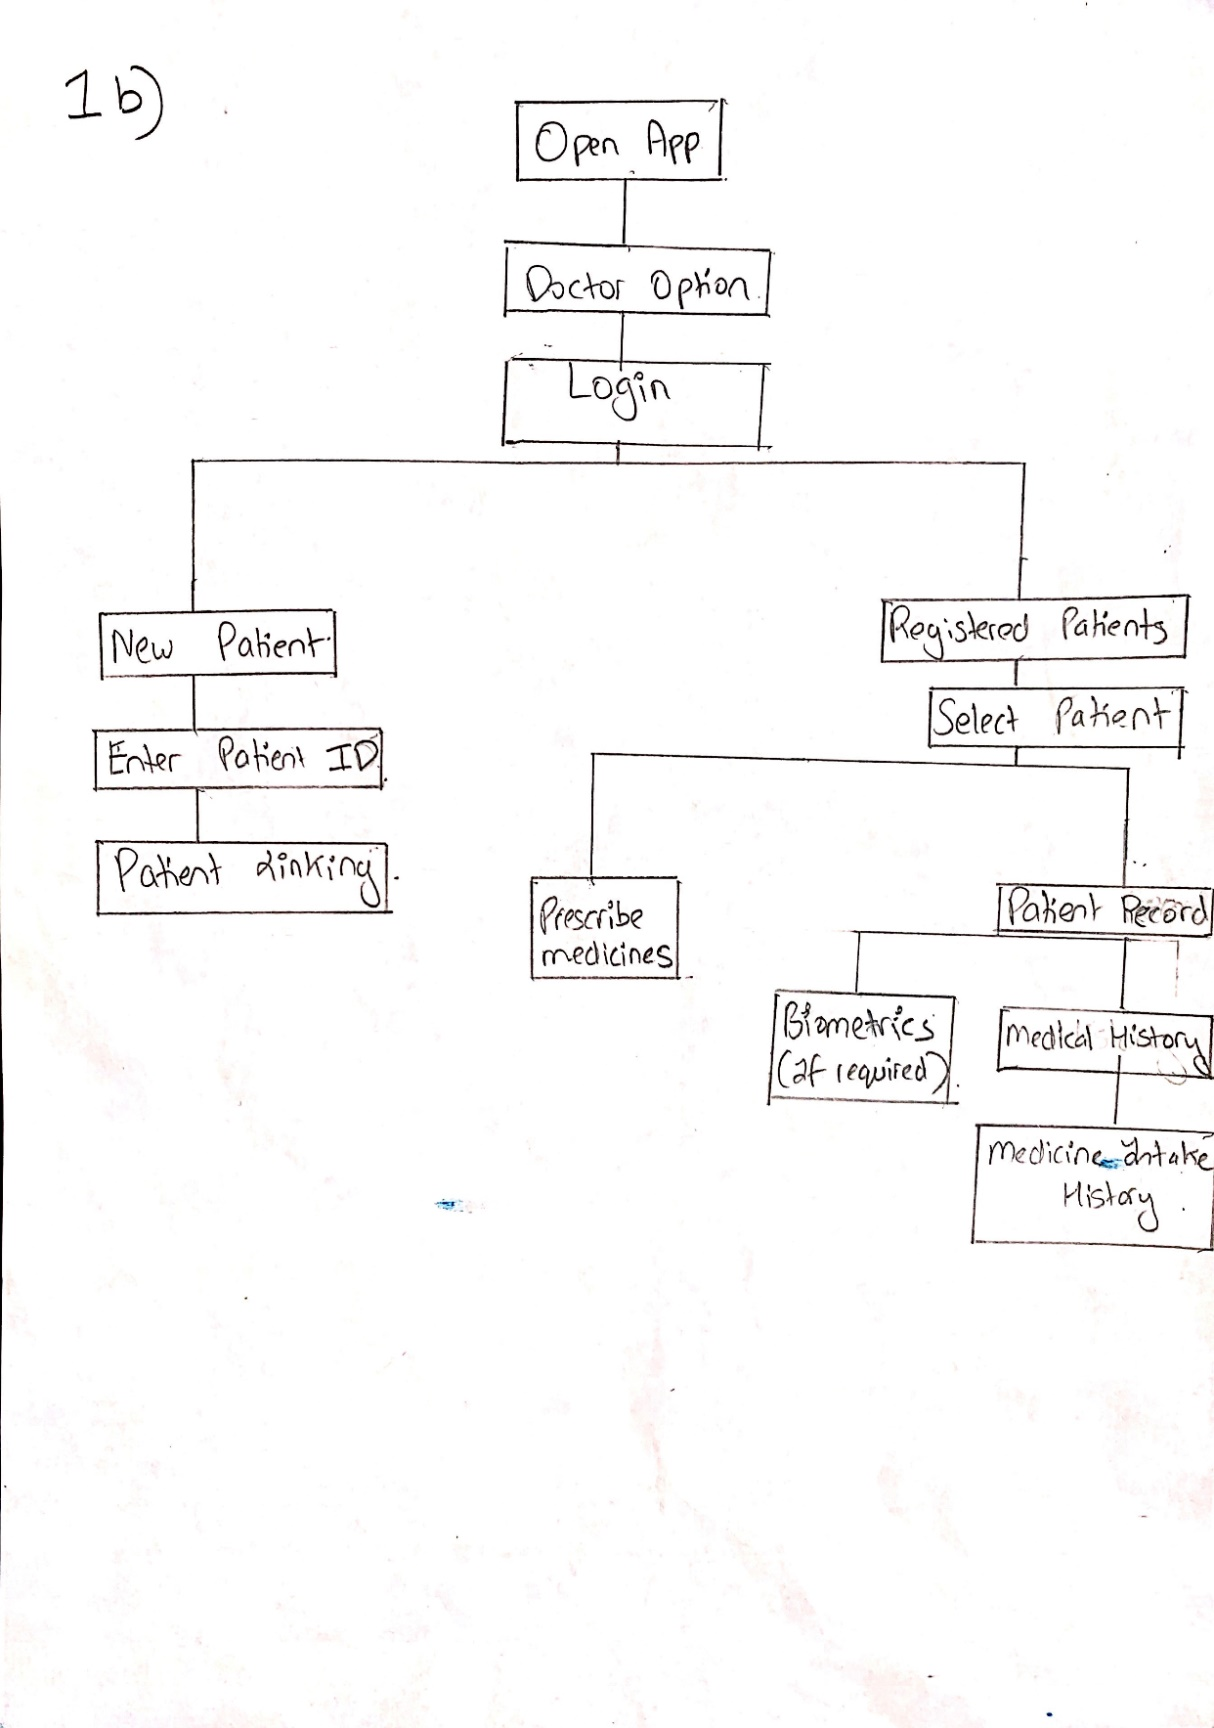 1b)
Open App
Doctor Option
Login
New Patient
Registered Patients
Enter Patient ID
Select Patient
Patient Linking
Prescribe
medicines
Patient Record
Biometrics
(If required)
Medical History
Medicine Intake
History